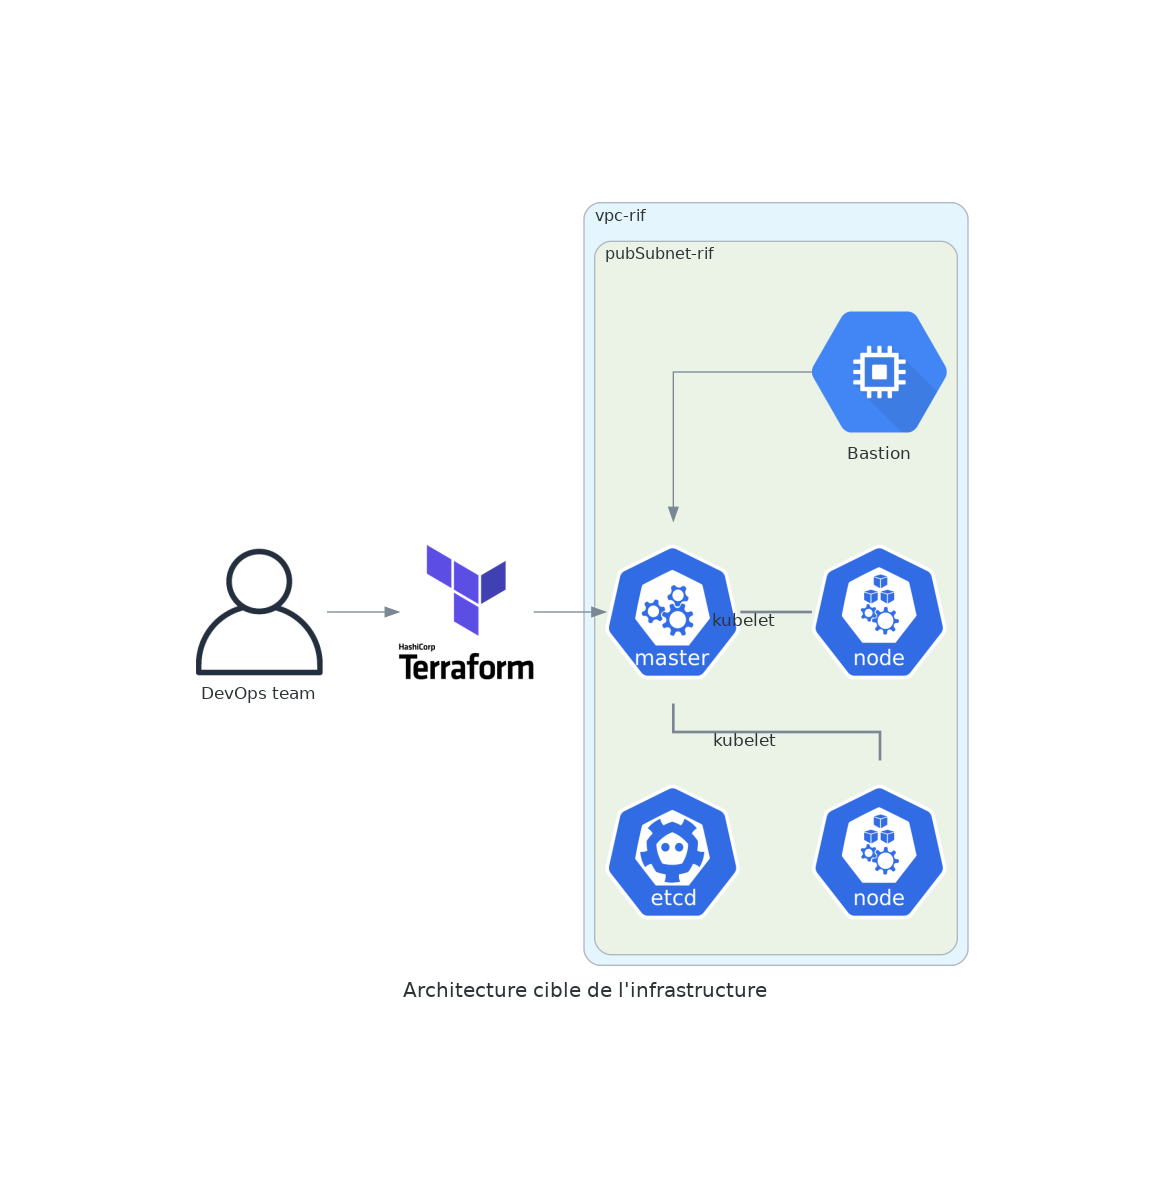 vpc-rif
pubSubnet-rif
Bastion
DevOps team
HashiCorp
Terraform
master
kubelet
node
kubelet
etcd
node
Architecture cible de l'infrastructure